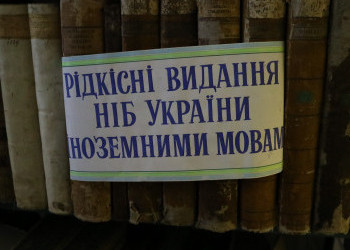 РІДКІСНІ ВИДАННЯ
НІБ УКРАЇНИ
ІНОЗЕМНИМИ МОВАМ